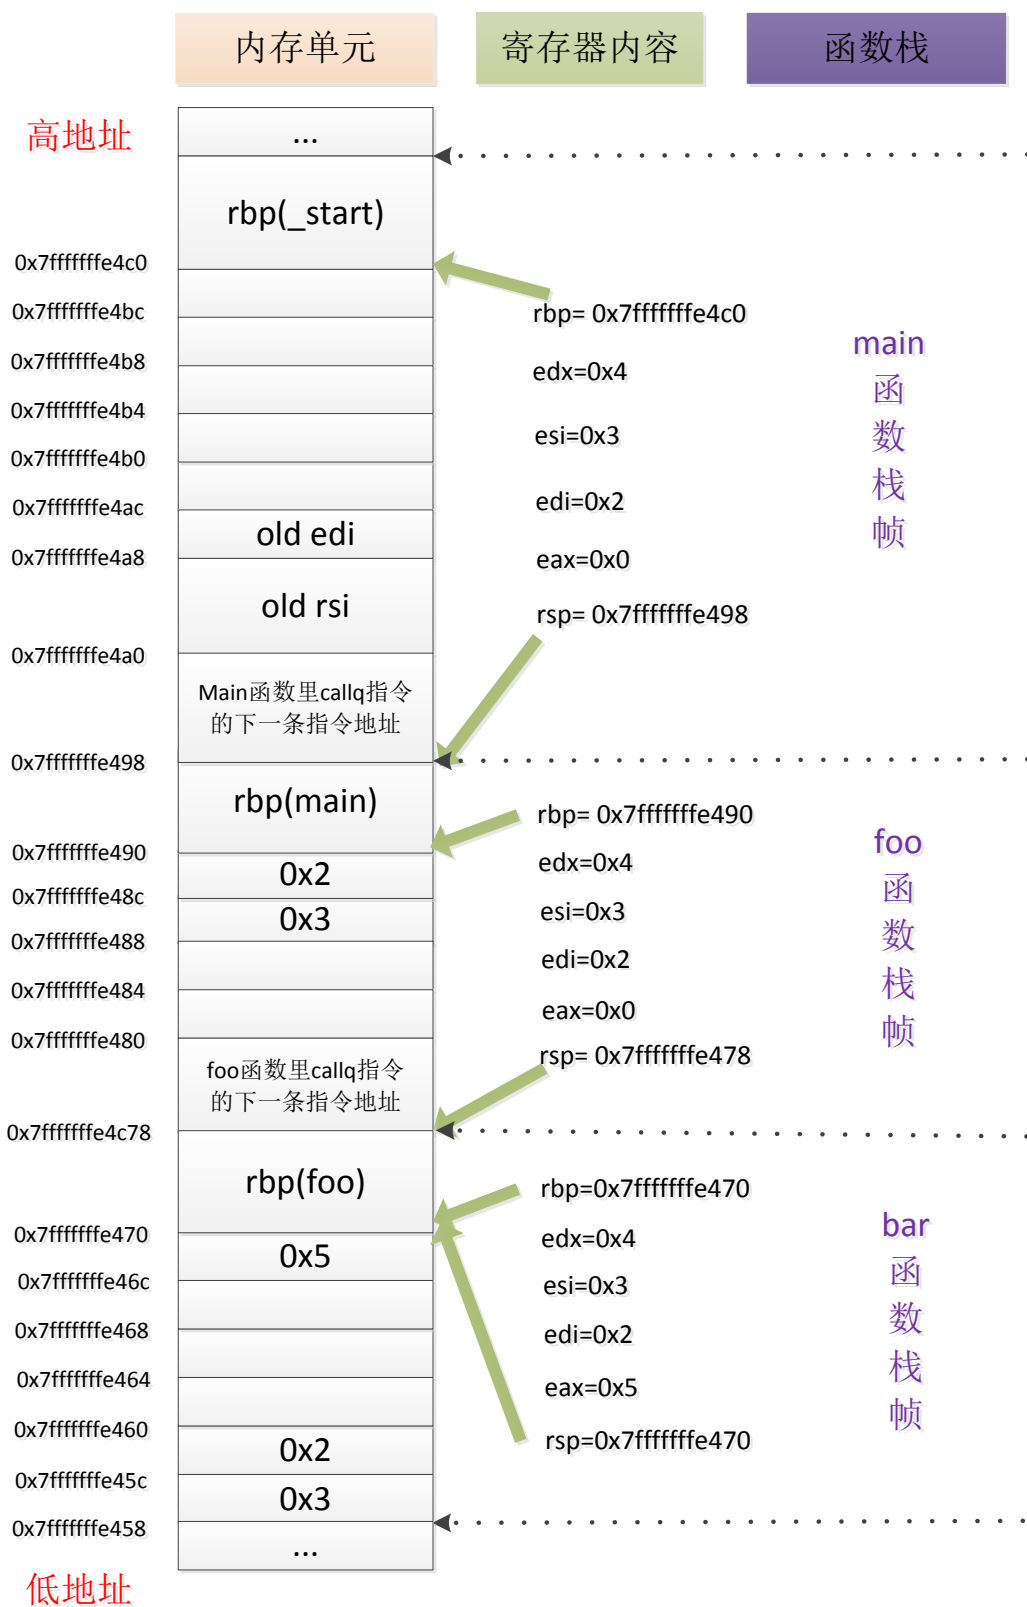 内存单元
寄存器内容
函数栈
高地址
...
rbp(_start)
0x7fffffffe4c0
rbp= 0x7fffffffe4c0
0x7fffffffe4bc
main
函
数
栈
帧
0x7fffffffe4b8
edx=0x4
0x7fffffffe4b4
esi=0x3
0x7fffffffe4b0
edi=0x2
0x7fffffffe4ac
old edi
0x7fffffffe4a8
eax=0x0
old rsi
rsp= 0x7fffffffe498
0x7fffffffe4a0
Main函数里callq指令
的下一条指令地址
0x7fffffffe498
rbp(main)
rbp= 0x7fffffffe490
0x7fffffffe490
foo
函
数
栈
帧
0x2
edx=0x4
0x7fffffffe48c
0x3
esi=0x3
0x7fffffffe488
edi=0x2
0x7fffffffe484
eax=0x0
0x7fffffffe480
rsp= 0x7fffffffe478
foo函数里callq指令
的下一条指令地址
0x7fffffffe4c78
rbp(foo)
rbp=0x7fffffffe470
0x7fffffffe470
bar
函
数
栈
帧
0x5
edx=0x4
0x7fffffffe46c
esi=0x3
0x7fffffffe468
edi=0x2
0x7fffffffe464
eax=0x5
0x7fffffffe460
rsp=0x7fffffffe470
0x2
0x7fffffffe45c
0x3
0x7fffffffe458
...
低地址